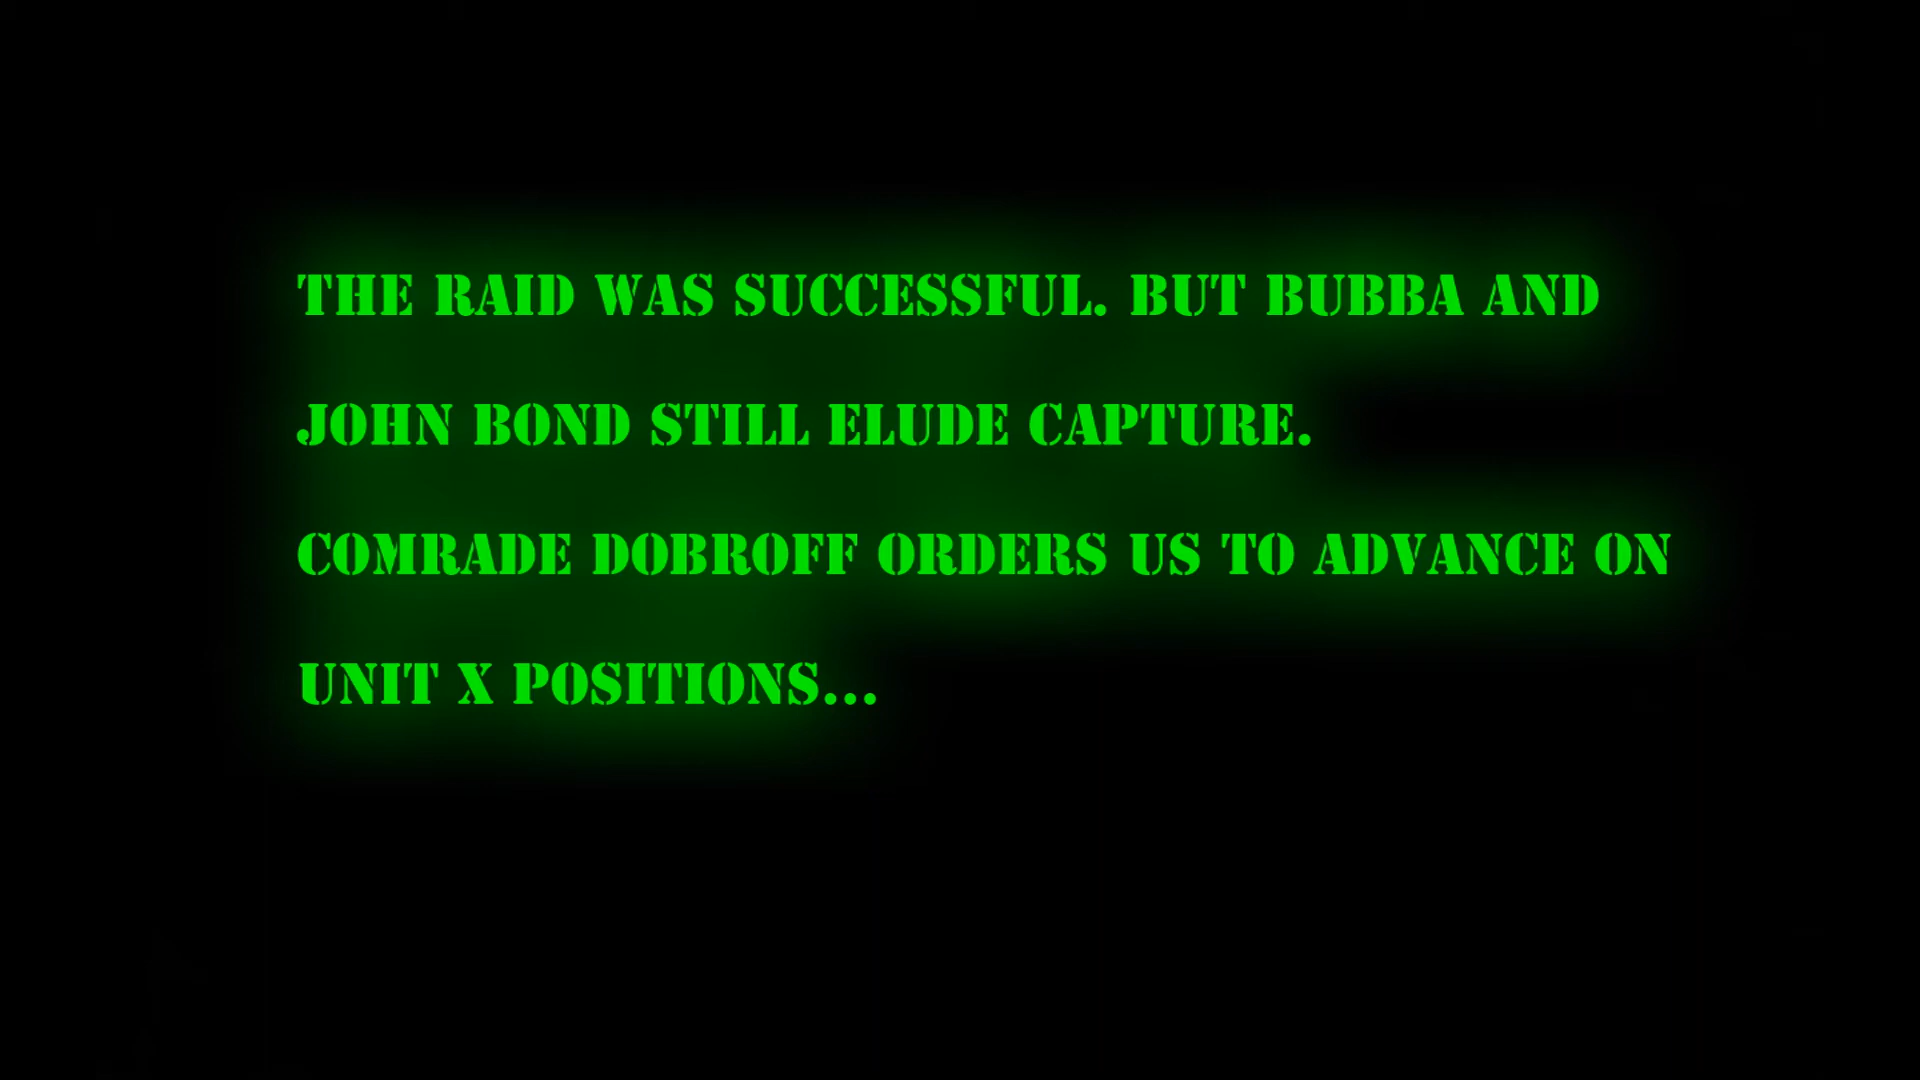 THE RAID WAS SUCCESSFUL. BUT BUBBA AND
JOHN BOND STILL ELUDE CAPTURE.
COMRADE DOBROFF ORDERS US TO ADVANCE ON
UNIT X POSITIONS...